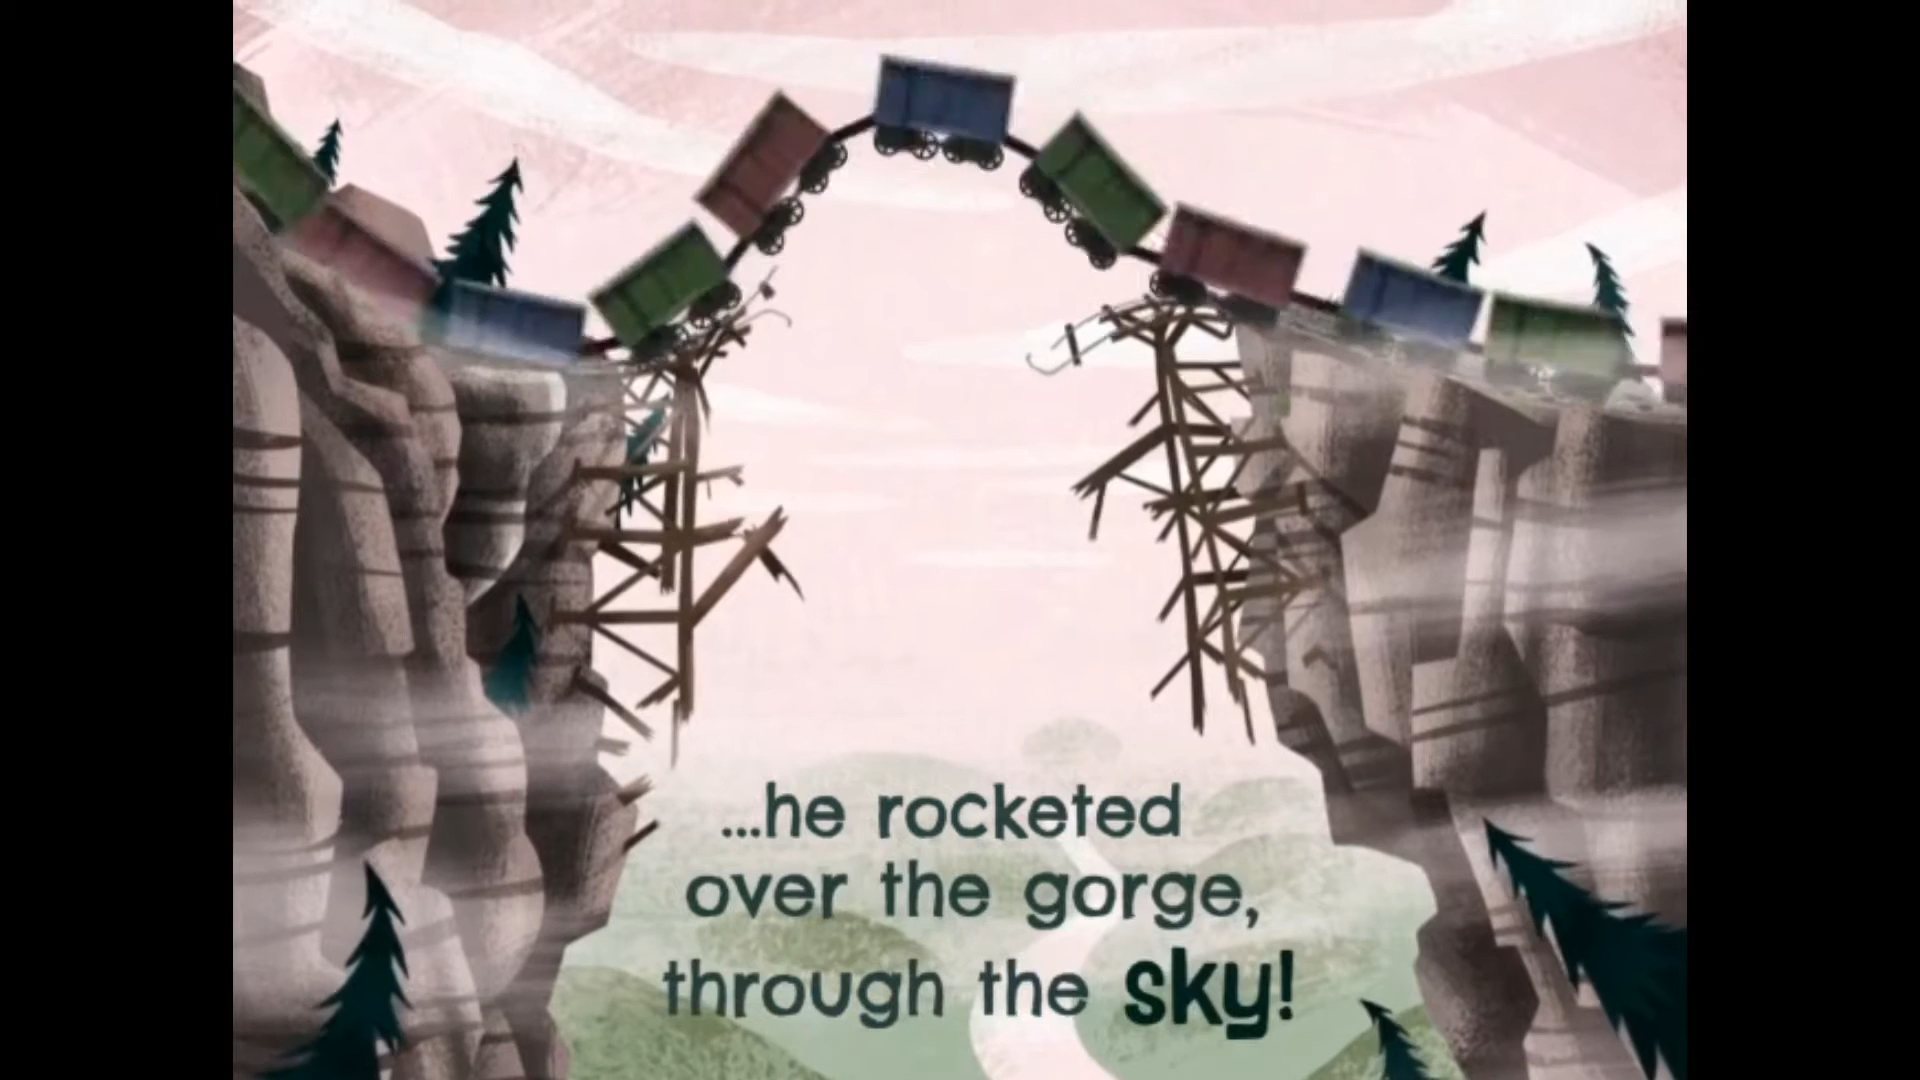 ...he rocketed
over the gorge,
through the sky!